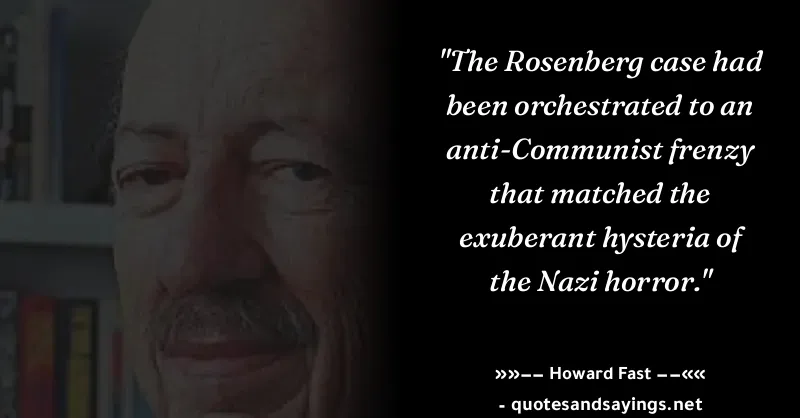 "The Rosenberg case had
been orchestrated to an
anti-Communist frenzy
that matched the
exuberant hysteria of
the Nazi horror."
»»−− Howard Fast −−««
- quotesandsayings.net